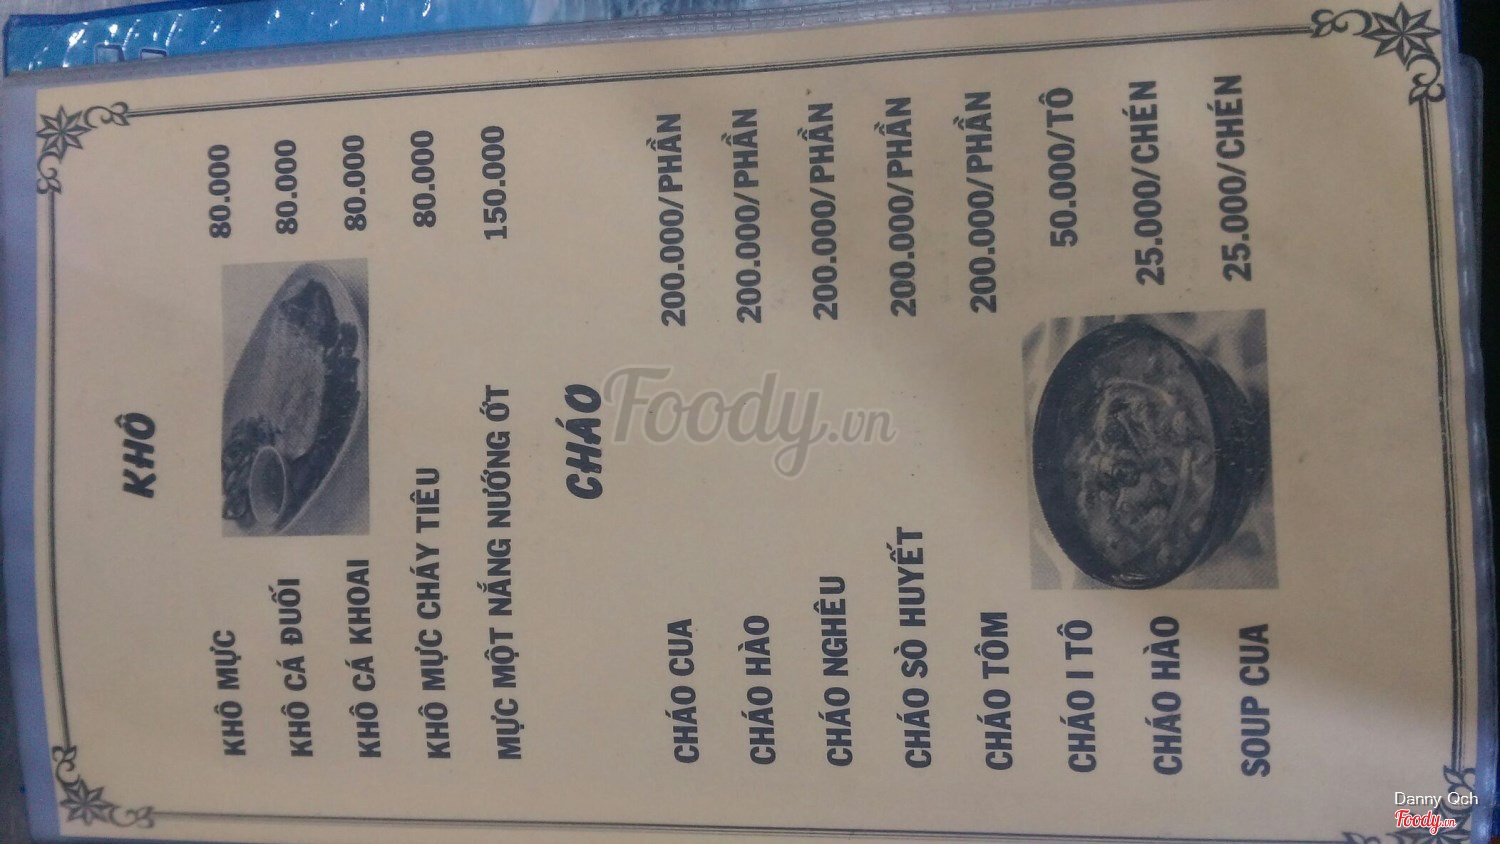 KHÔ
KHÔ MỰC 80.000
KHÔ CÁ ĐUỐI 80.000
KHÔ CÁ KHOAI 80.000
KHÔ MỰC CHÁY TIÊU 80.000
MỰC MỘT NẮNG NƯỚNG ỚT 150.000
CHÁO
CHÁO CUA 200.000/PHẦN
CHÁO HÀO 200.000/PHẦN
CHÁO NGHÊU 200.000/PHẦN
CHÁO SÒ HUYẾT 200.000/PHẦN
CHÁO TÔM 200.000/PHẦN
CHÁO I TÔ 50.000/TÔ
CHÁO HÀO 25.000/CHÉN
SOUP CUA 25.000/CHÉN
Foody.vn
Danny Qch
Foody.vn